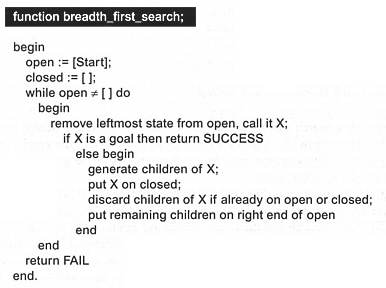 function breadth_first_search;
begin
open := [Start];
closed := [ ];
while open ≠ [ ] do
begin
remove leftmost state from open, call it X;
if X is a goal then return SUCCESS
else begin
generate children of X;
put X on closed;
discard children of X if already on open or closed;
put remaining children on right end of open
end
end
return FAIL
end.